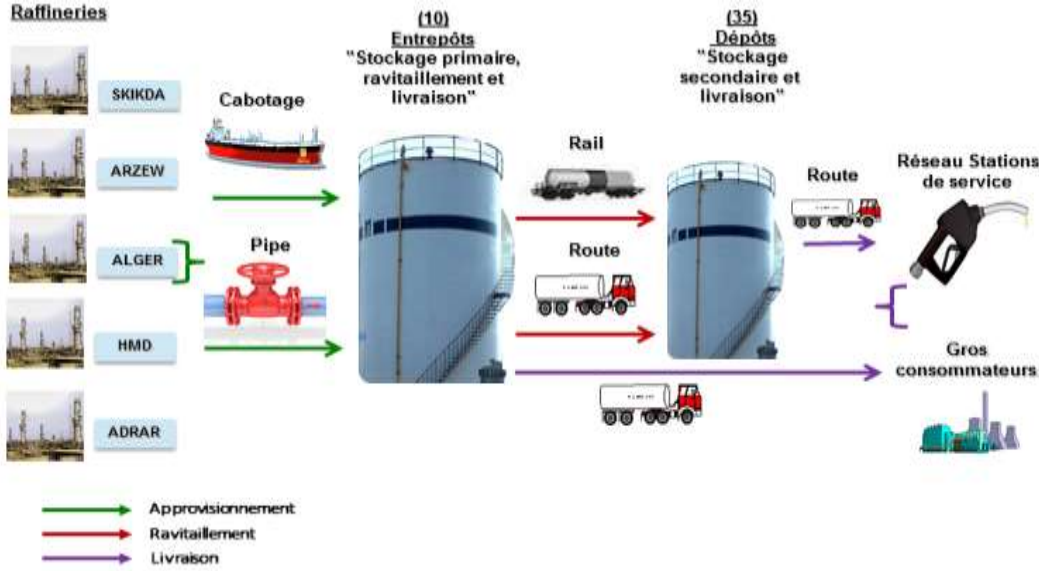 Raffineries
SKIKDA
ARZEW
ALGER
HMD
ADRAR
Cabotage
Pipe
(10)
Entrepôts
"Stockage primaire,
ravitaillement et
livraison"
Rail
Route
(35)
Dépôts
"Stockage
secondaire et
livraison"
Route
Réseau Stations
de service
Gros
consommateurs
Approvisionnement
Ravitaillement
Livraison